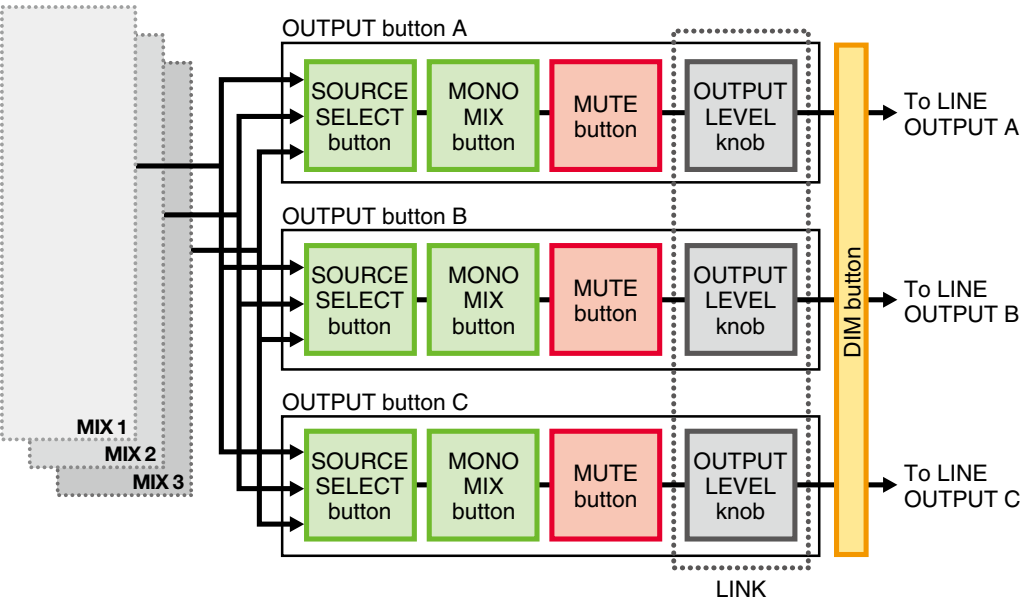 MIX 1
MIX 2
MIX 3
OUTPUT button A
SOURCE
SELECT
button
MONO
MIX
button
MUTE
button
OUTPUT
LEVEL
knob
To LINE
OUTPUT A
OUTPUT button B
SOURCE
SELECT
button
MONO
MIX
button
MUTE
button
OUTPUT
LEVEL
knob
To LINE
OUTPUT B
OUTPUT button C
SOURCE
SELECT
button
MONO
MIX
button
MUTE
button
OUTPUT
LEVEL
knob
To LINE
OUTPUT C
DIM button
LINK